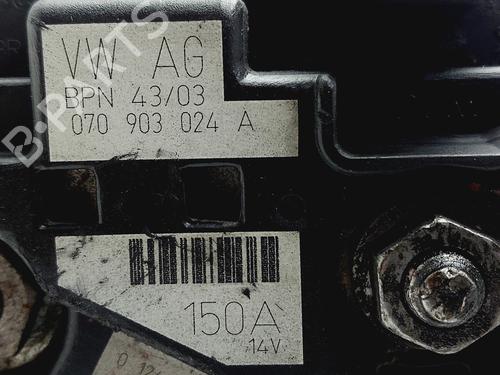 VW AG
BPN 43/03
070 903 024 A
150A
14V
B-PARTS